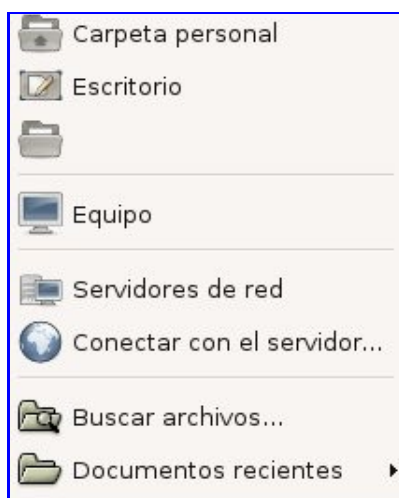 Carpeta personal
Escritorio
Equipo
Servidores de red
Conectar con el servidor...
Buscar archivos...
Documentos recientes